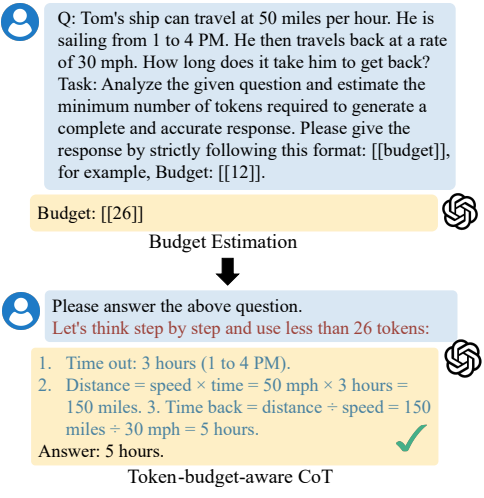 Q: Tom's ship can travel at 50 miles per hour. He is
sailing from 1 to 4 PM. He then travels back at a rate
of 30 mph. How long does it take him to get back?
Task: Analyze the given question and estimate the
minimum number of tokens required to generate a
complete and accurate response. Please give the
response by strictly following this format: [[budget]],
for example, Budget: [[12]].
Budget: [[26]]
Budget Estimation
Please answer the above question.
Let's think step by step and use less than 26 tokens:
1. Time out: 3 hours (1 to 4 PM).
2. Distance = speed × time = 50 mph × 3 hours =
150 miles. 3. Time back = distance ÷ speed = 150
miles ÷ 30 mph = 5 hours.
Answer: 5 hours.
Token-budget-aware CoT